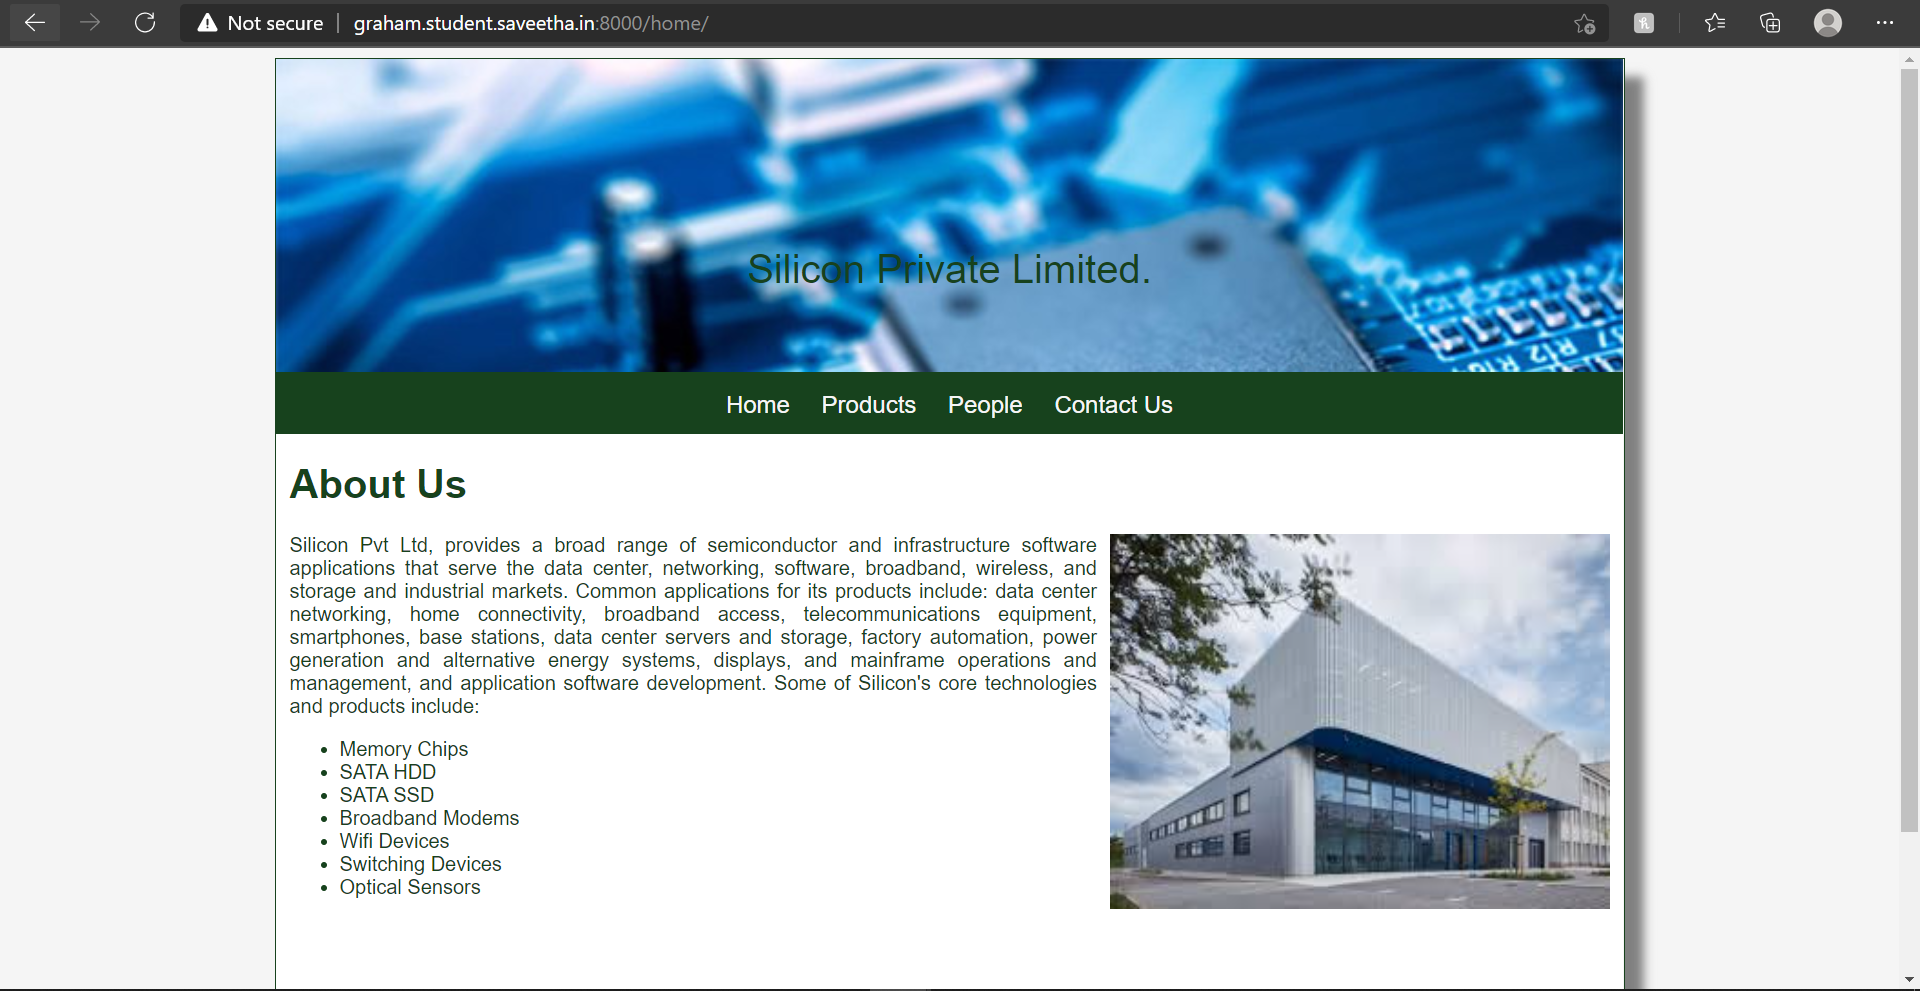 Not secure | graham.student.saveetha.in:8000/home/
Silicon Private Limited.
Home Products People Contact Us
About Us
Silicon Pvt Ltd, provides a broad range of semiconductor and infrastructure software
applications that serve the data center, networking, software, broadband, wireless, and
storage and industrial markets. Common applications for its products include: data center
networking, home connectivity, broadband access, telecommunications equipment,
smartphones, base stations, data center servers and storage, factory automation, power
generation and alternative energy systems, displays, and mainframe operations and
management, and application software development. Some of Silicon's core technologies
and products include:
• Memory Chips
• SATA HDD
• SATA SSD
• Broadband Modems
• Wifi Devices
• Switching Devices
• Optical Sensors